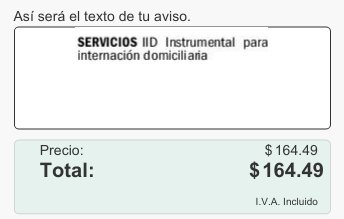 Así será el texto de tu aviso.
SERVICIOS IID Instrumental para
internación domiciliaria
Precio: $164.49
Total: $164.49
I.V.A. Incluido